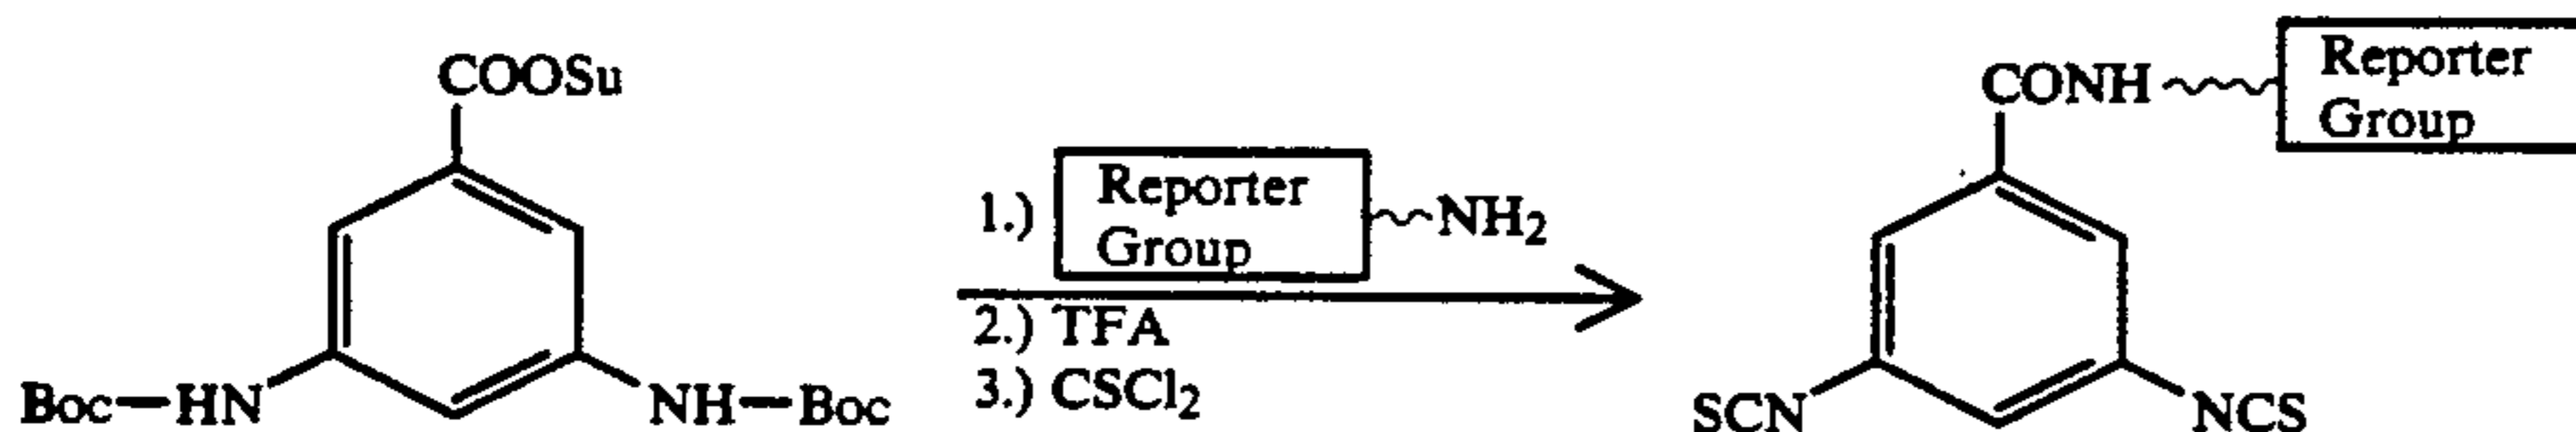 COOSu
Boc—HN
NH—Boc
1.) Reporter Group NH₂
2.) TFA
3.) CSCl₂
CONH
Reporter
Group
SCN
NCS